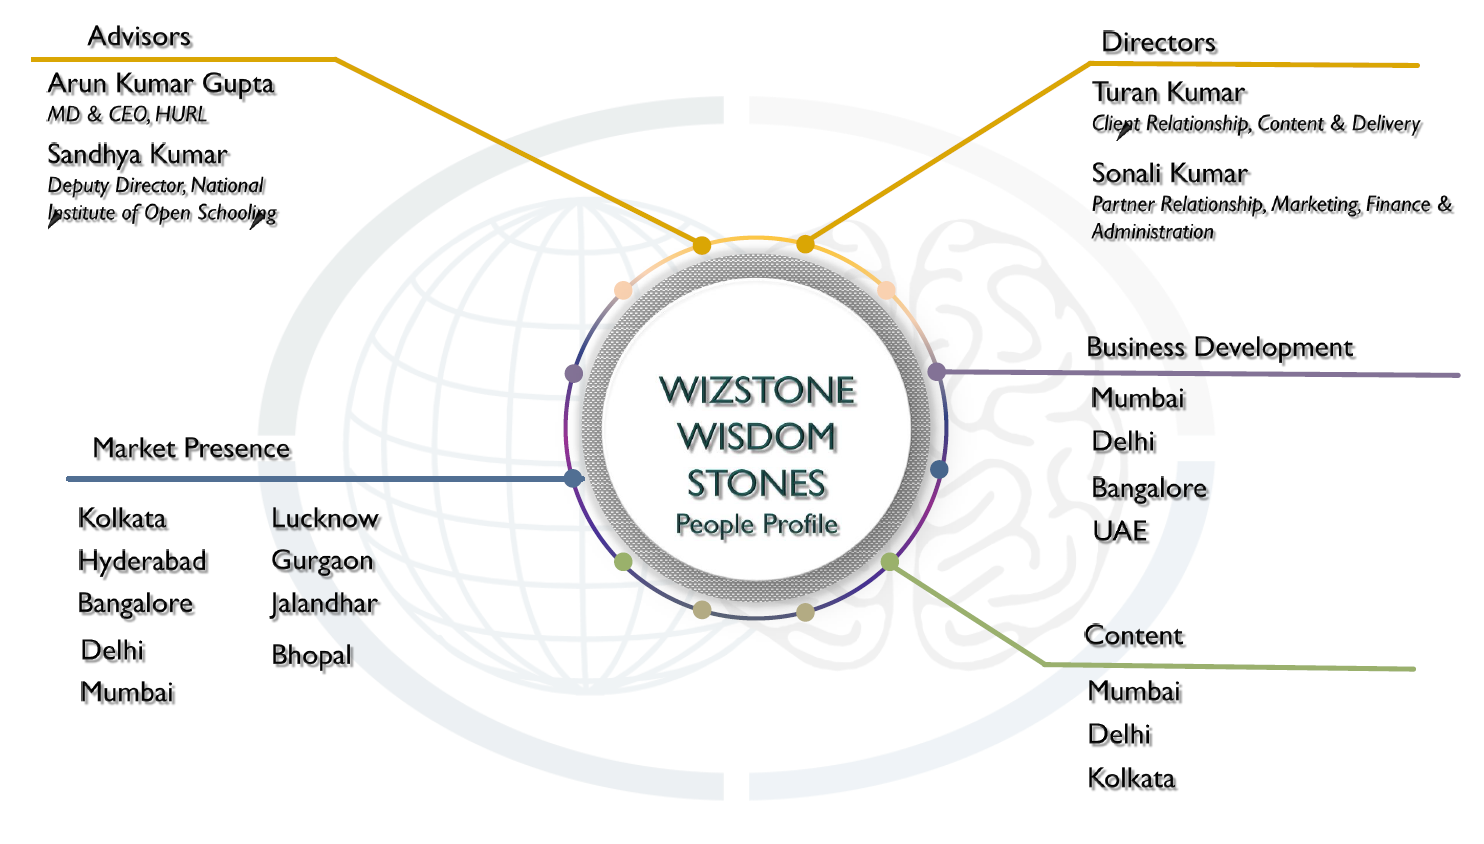 Advisors
Arun Kumar Gupta
MD & CEO, HURL
Sandhya Kumar
Deputy Director, National
Institute of Open Schooling
Directors
Turan Kumar
Client Relationship, Content & Delivery
Sonali Kumar
Partner Relationship, Marketing, Finance &
Administration
WIZSTONE
WISDOM
STONES
People Profile
Business Development
Mumbai
Delhi
Bangalore
UAE
Market Presence
Kolkata
Hyderabad
Bangalore
Delhi
Mumbai
Lucknow
Gurgaon
Jalandhar
Bhopal
Content
Mumbai
Delhi
Kolkata